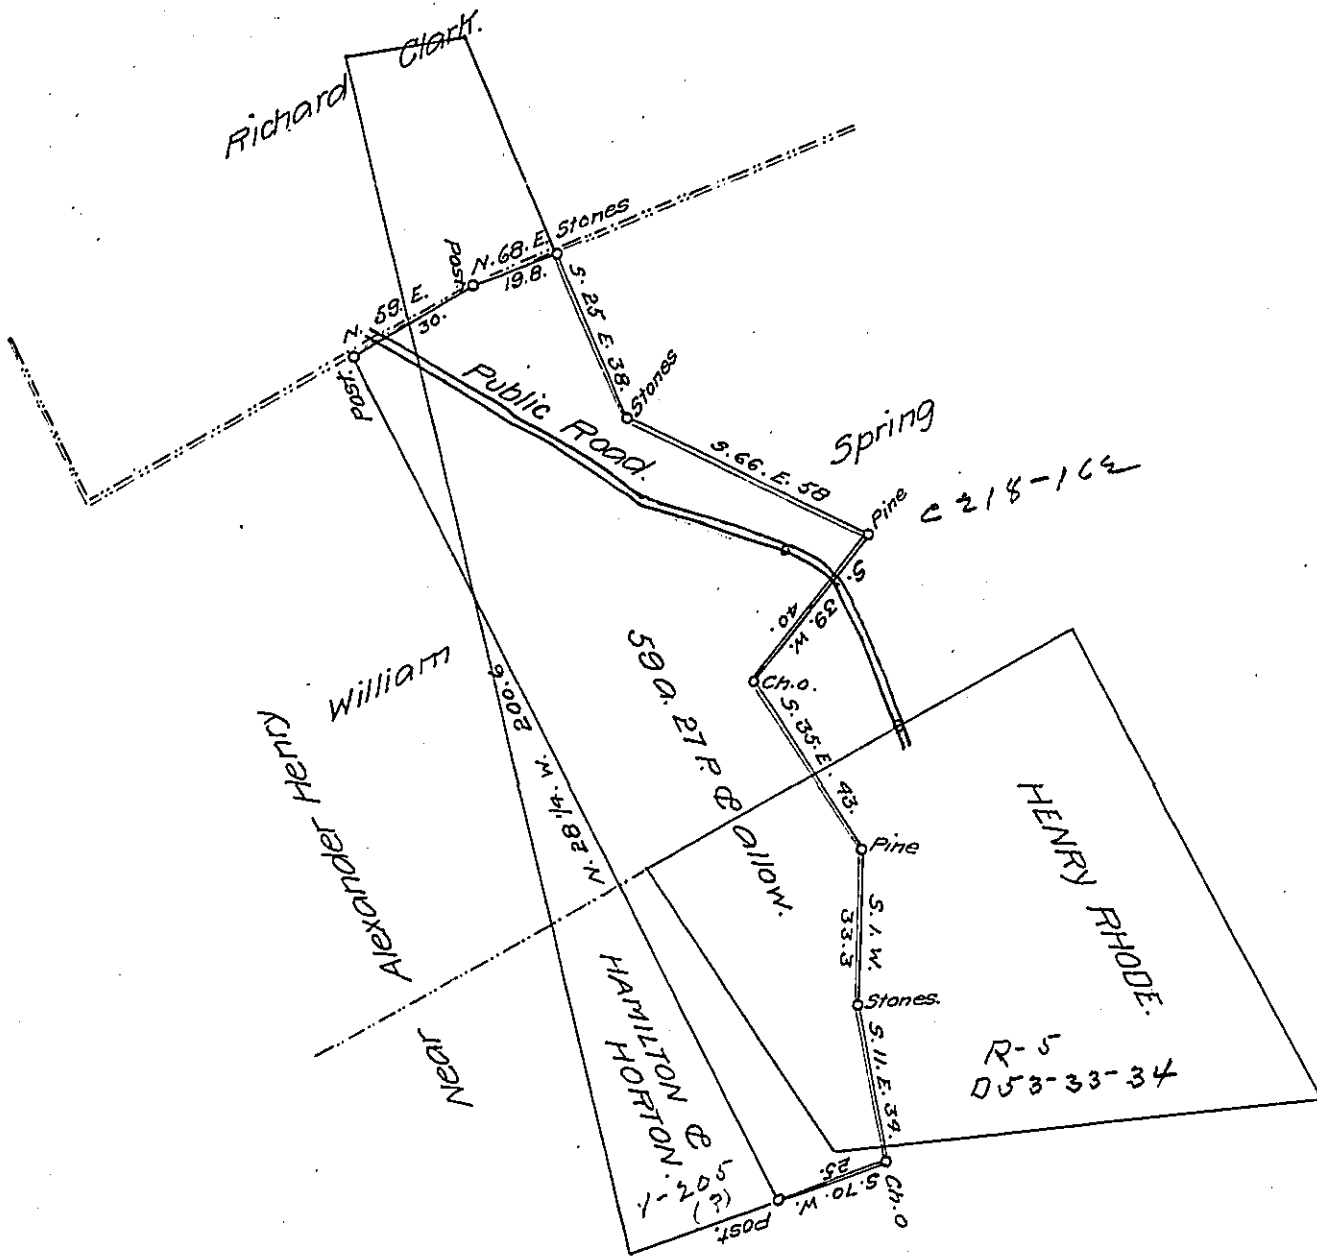 Richard Clark.
N. 68. E. Stones
19.8.
Post.
N. 59. E.
30.
Post.
S. 25 E. 38.
Stones
Public Road.
S. 66. E. 58
Spring
Pine
C 218-162
S. 39. W.
40.
Ch.o.
William
Alexander Henry
Near
N. 28 1/4. W. 200.6
59 a. 27 P. & allow.
S. 35. E. 43.
Pine
S. 1. W.
33.3
Stones.
S. 11. E. 34.
HENRY RHODE.
R-5
D53-33-34
HAMILTON &
HORTON.
1-205
(?)
Ch.o
S. 70. W.
25.
Post.